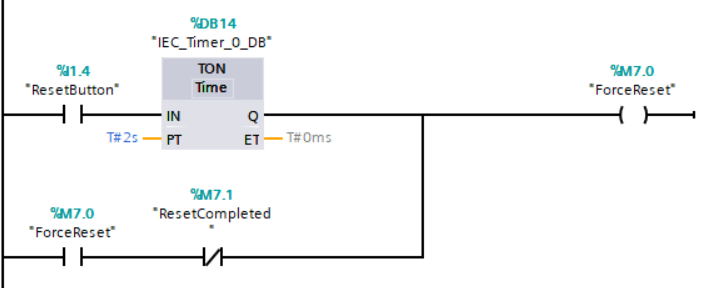 %DB14
"IEC_Timer_0_DB"
%I1.4
"ResetButton"
TON
Time
%M7.0
"ForceReset"
IN
Q
T#2s
PT
ET
T#0ms
%M7.0
"ForceReset"
%M7.1
"ResetCompleted
"